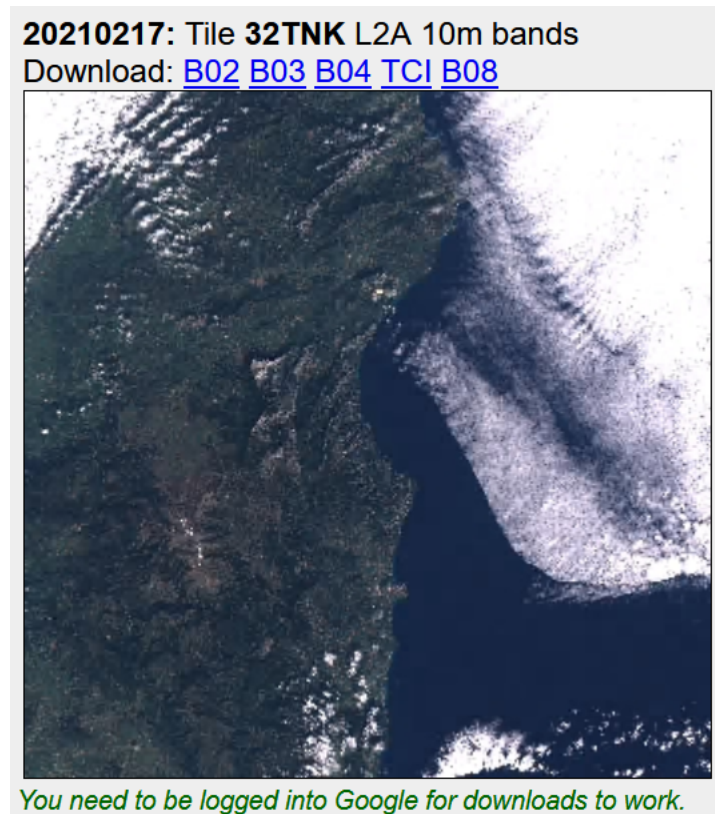 20210217: Tile 32TNK L2A 10m bands
Download: B02 B03 B04 TCI B08
You need to be logged into Google for downloads to work.